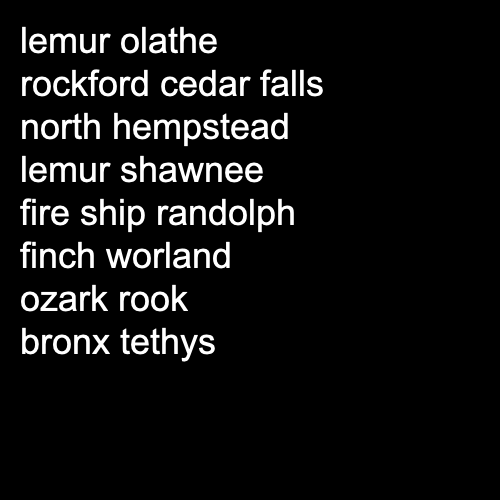 lemur olathe
rockford cedar falls
north hempstead
lemur shawnee
fire ship randolph
finch worland
ozark rook
bronx tethys